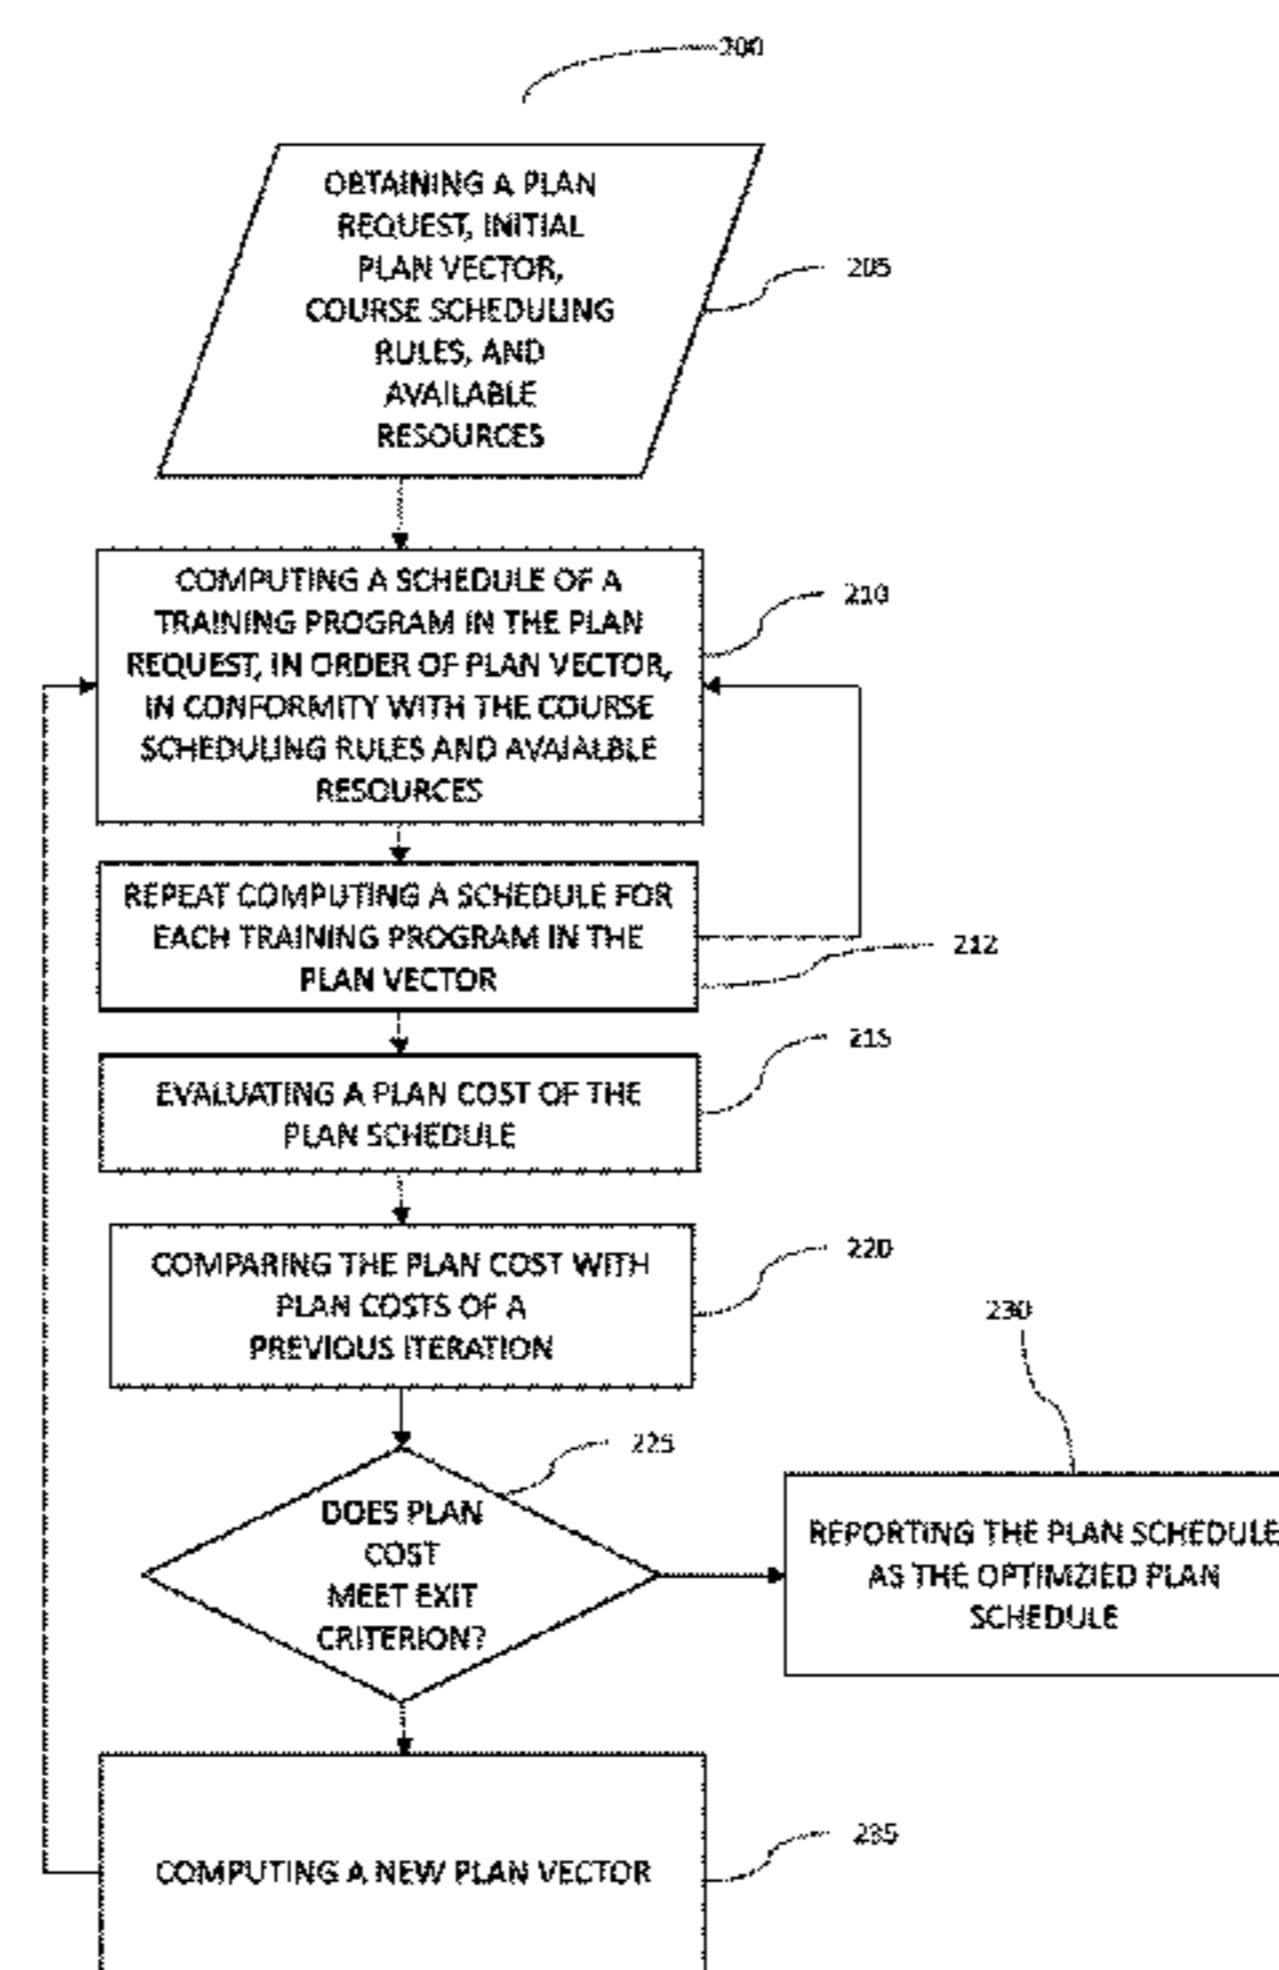 200
OBTAINING A PLAN
REQUEST, INITIAL
PLAN VECTOR,
COURSE SCHEDULING
RULES, AND
AVAILABLE
RESOURCES
205
COMPUTING A SCHEDULE OF A
TRAINING PROGRAM IN THE PLAN
REQUEST, IN ORDER OF PLAN VECTOR,
IN CONFORMITY WITH THE COURSE
SCHEDULING RULES AND AVAIALBLE
RESOURCES
210
REPEAT COMPUTING A SCHEDULE FOR
EACH TRAINING PROGRAM IN THE
PLAN VECTOR
212
EVALUATING A PLAN COST OF THE
PLAN SCHEDULE
215
COMPARING THE PLAN COST WITH
PLAN COSTS OF A
PREVIOUS ITERATION
220
DOES PLAN
COST
MEET EXIT
CRITERION?
225
230
REPORTING THE PLAN SCHEDULE
AS THE OPTIMZIED PLAN
SCHEDULE
COMPUTING A NEW PLAN VECTOR
235